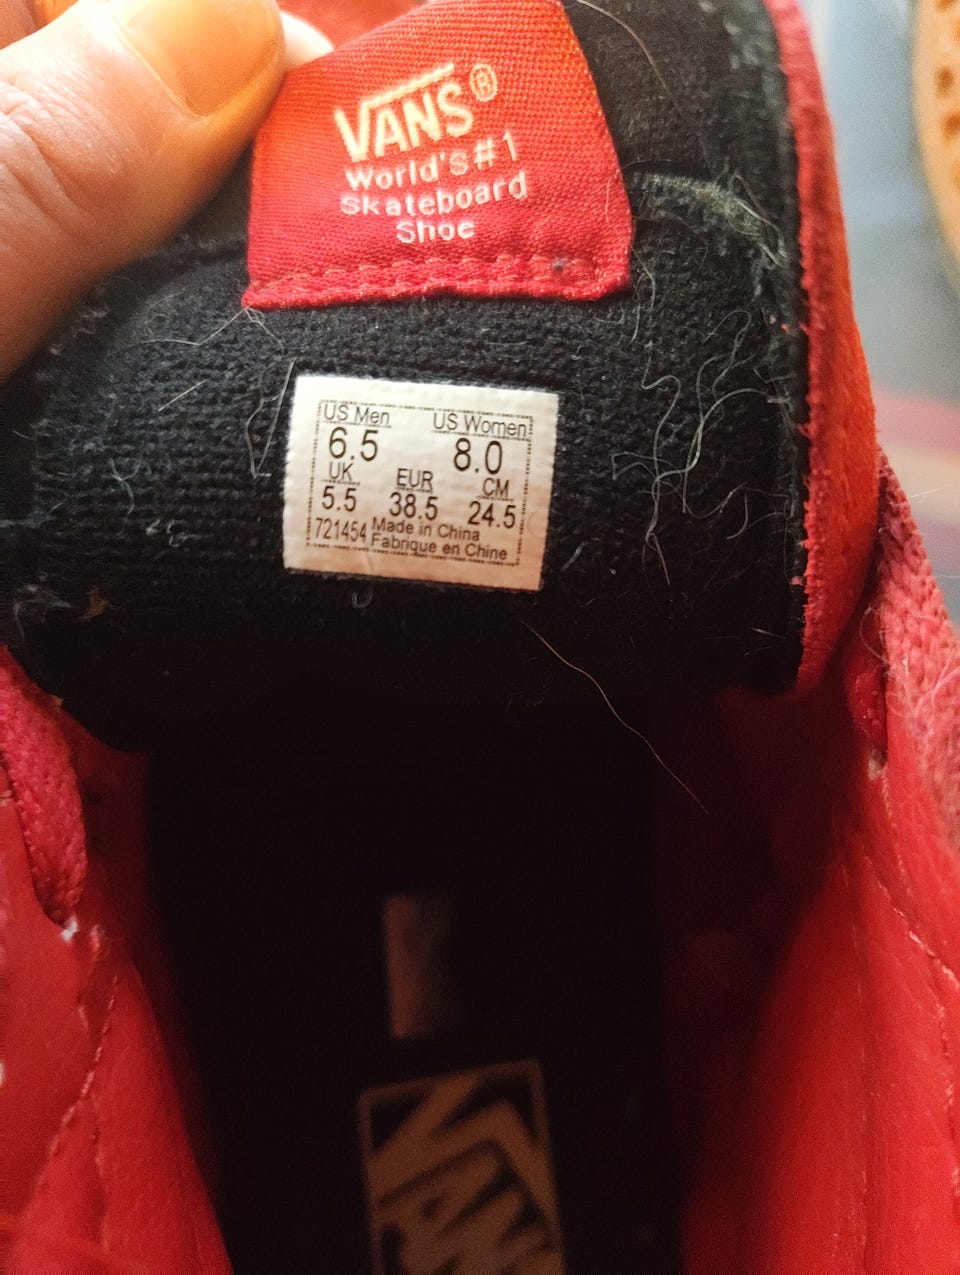 VANS®
World's #1
Skateboard
Shoe
US Men US Women
6.5 8.0
UK EUR CM
5.5 38.5 24.5
721454 Made in China
Fabrique en Chine
VANS